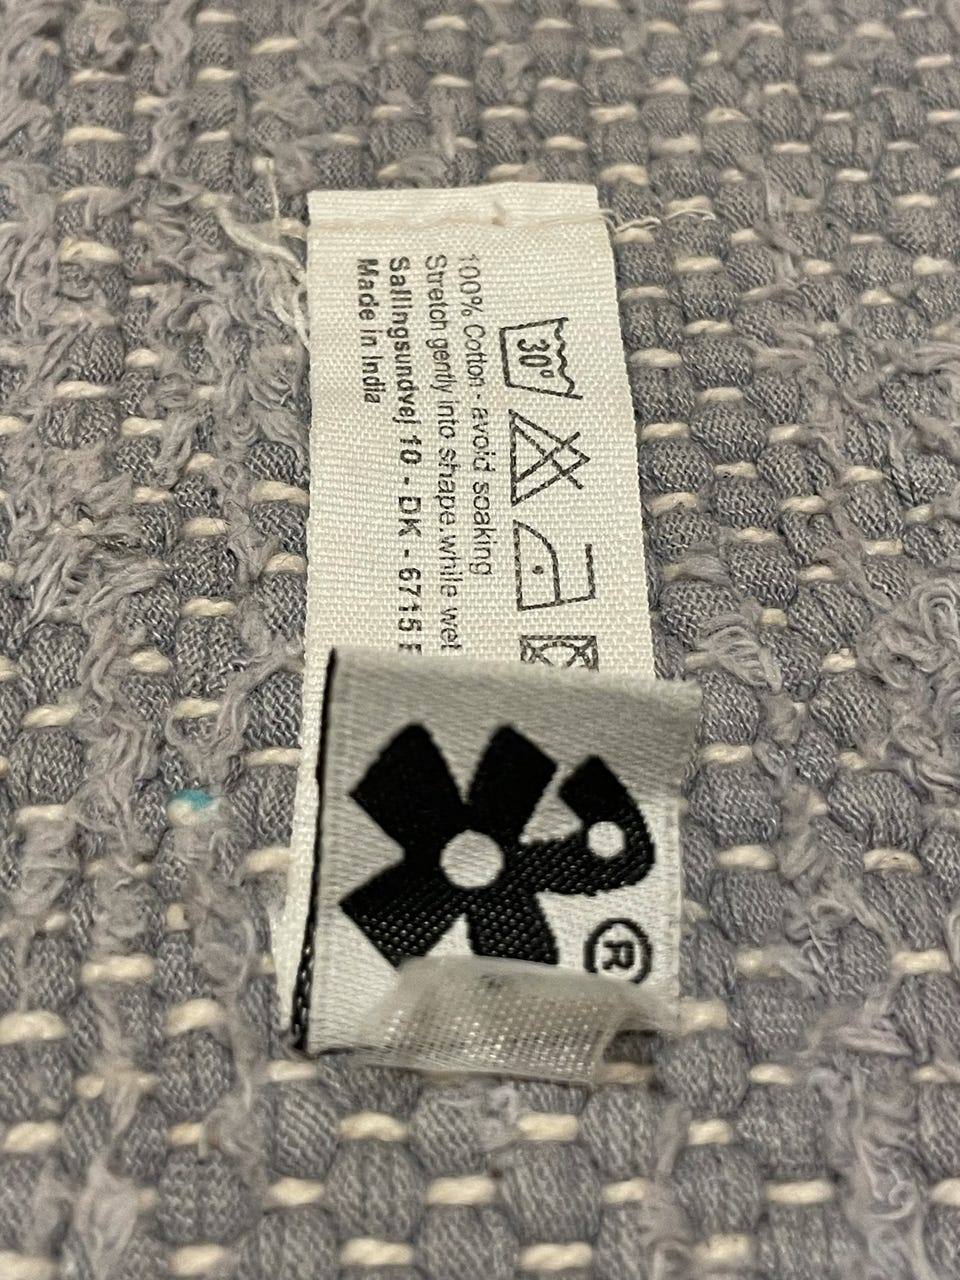 30°
100% Cotton - avoid soaking
Stretch gently into shape.while wet
Sallingsundvej 10 - DK - 6715
Made in India
®